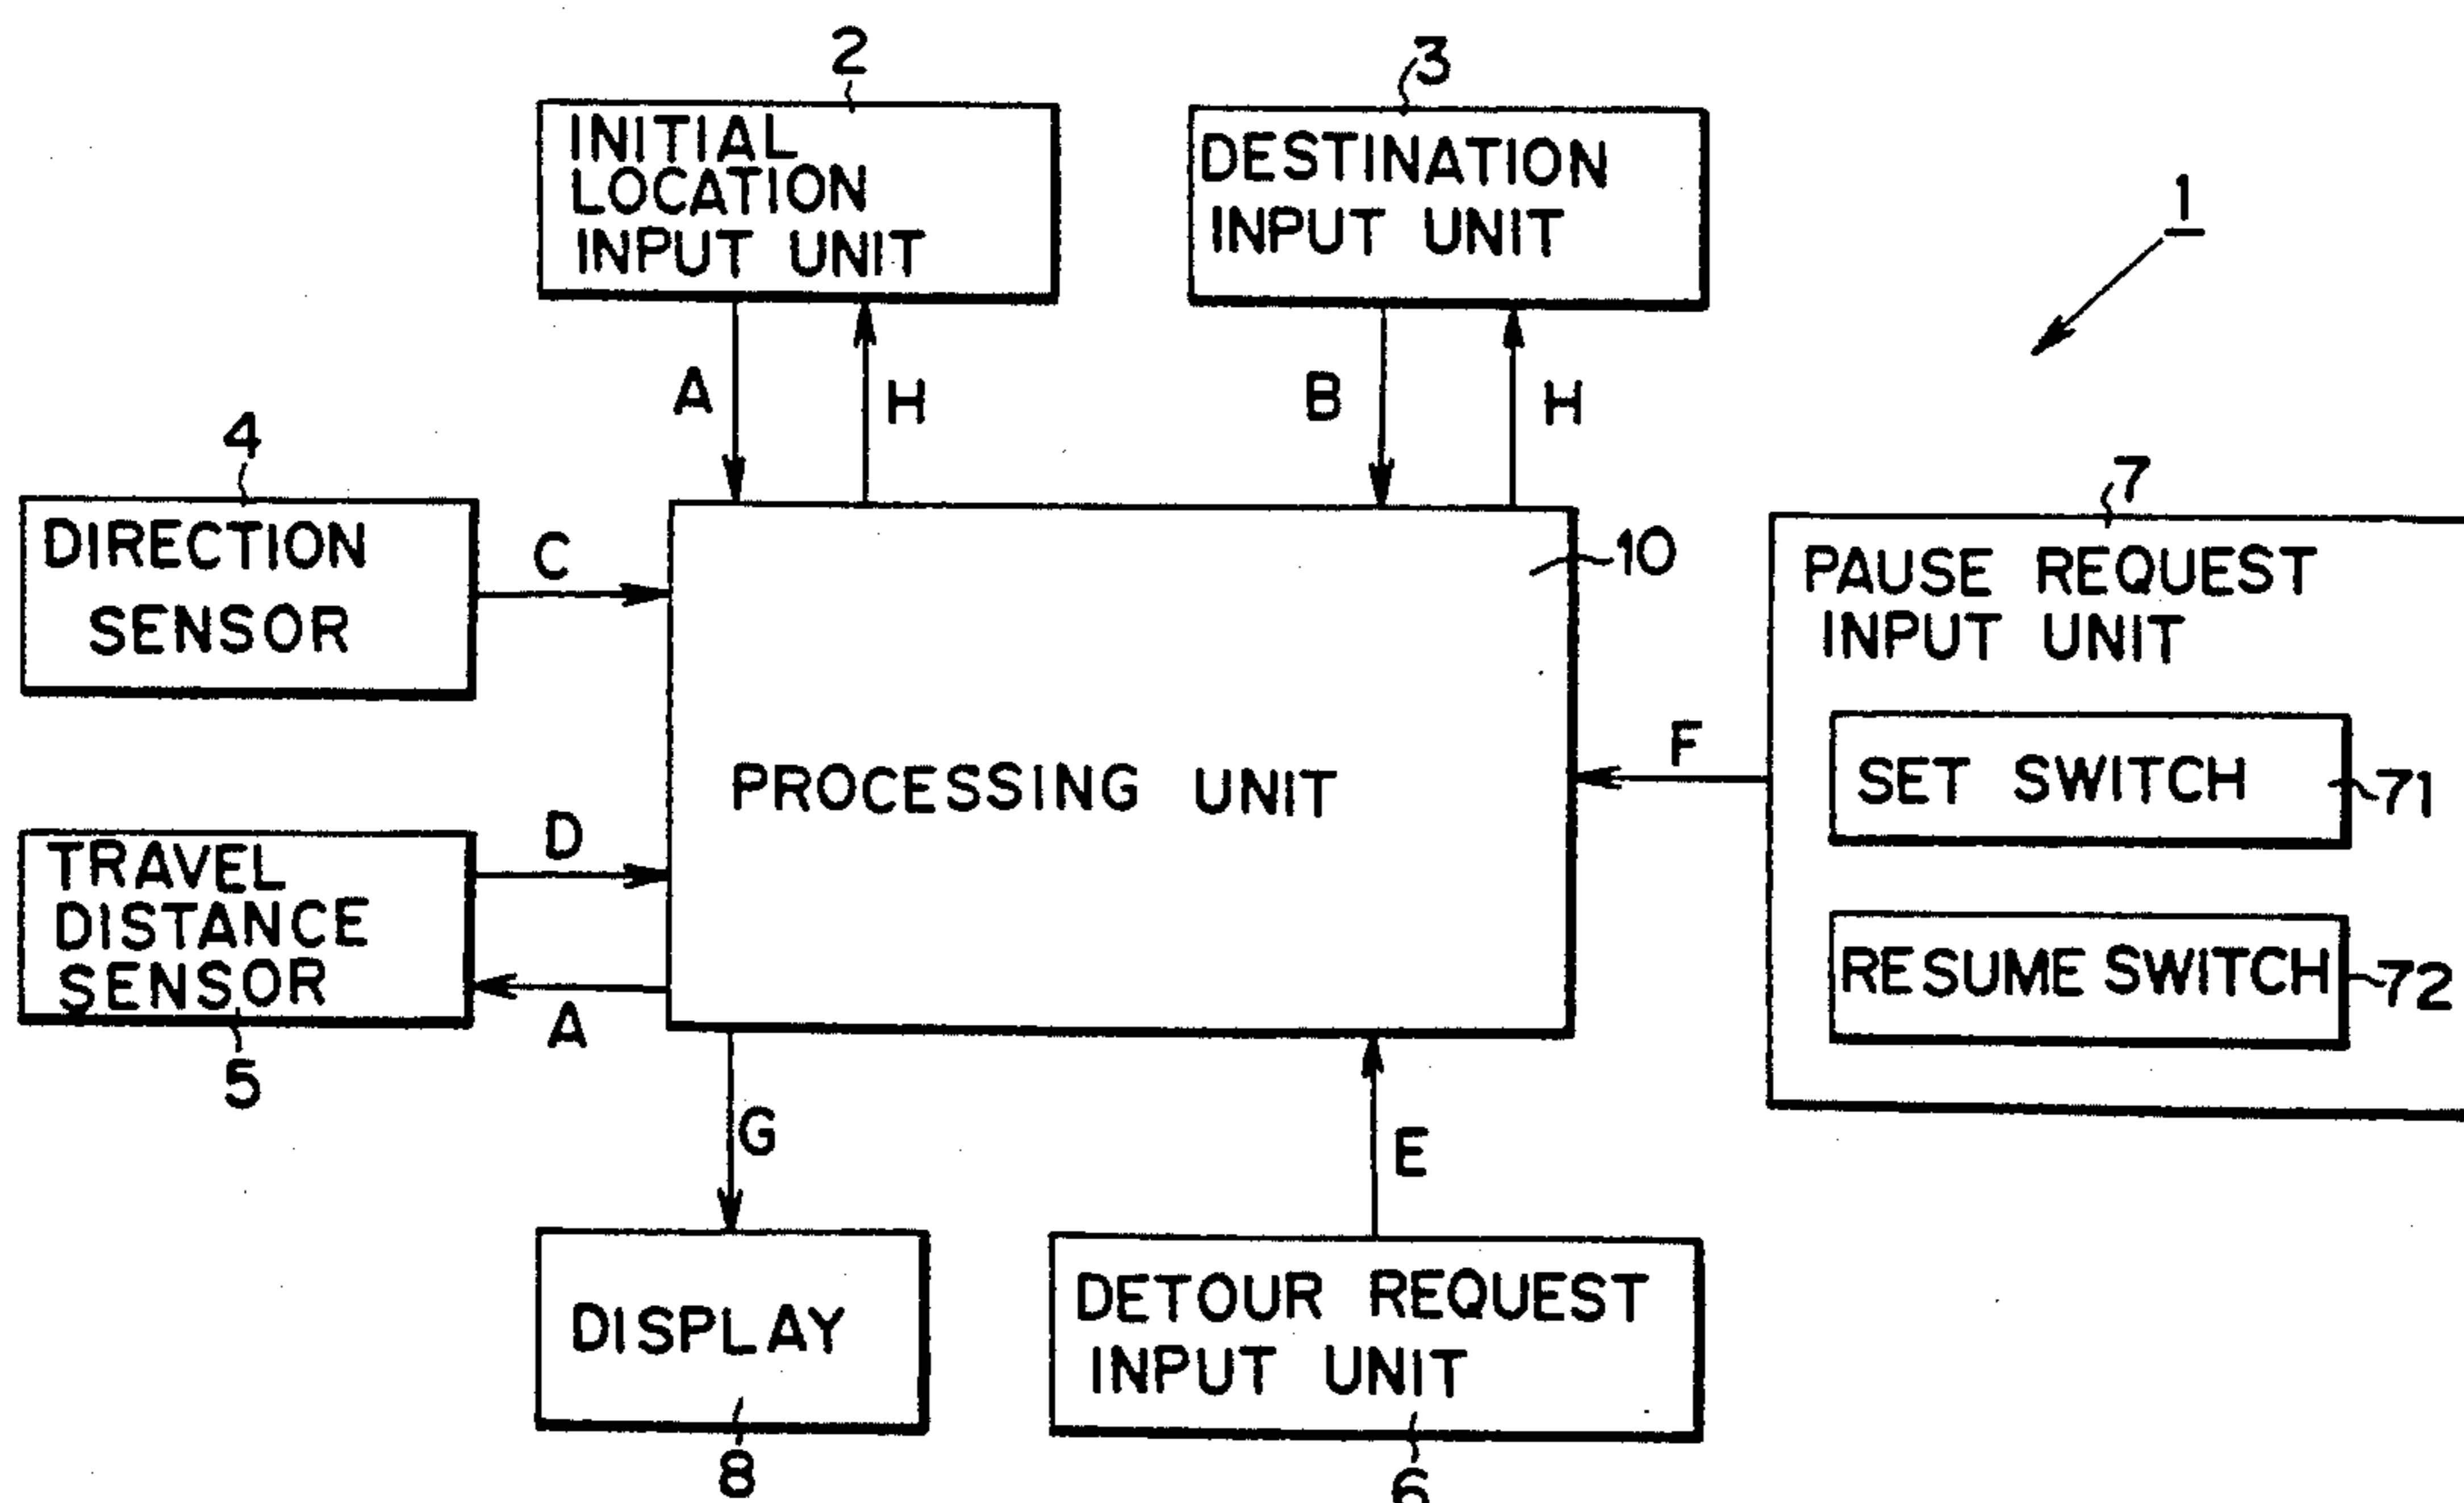 2
3
INITIAL
LOCATION
INPUT UNIT
DESTINATION
INPUT UNIT
1
A
H
B
H
4
7
DIRECTION
SENSOR
C
10
PAUSE REQUEST
INPUT UNIT
F
SET SWITCH
71
PROCESSING UNIT
TRAVEL
DISTANCE
SENSOR
D
RESUME SWITCH
72
A
5
G
E
DISPLAY
DETOUR REQUEST
INPUT UNIT
8
6